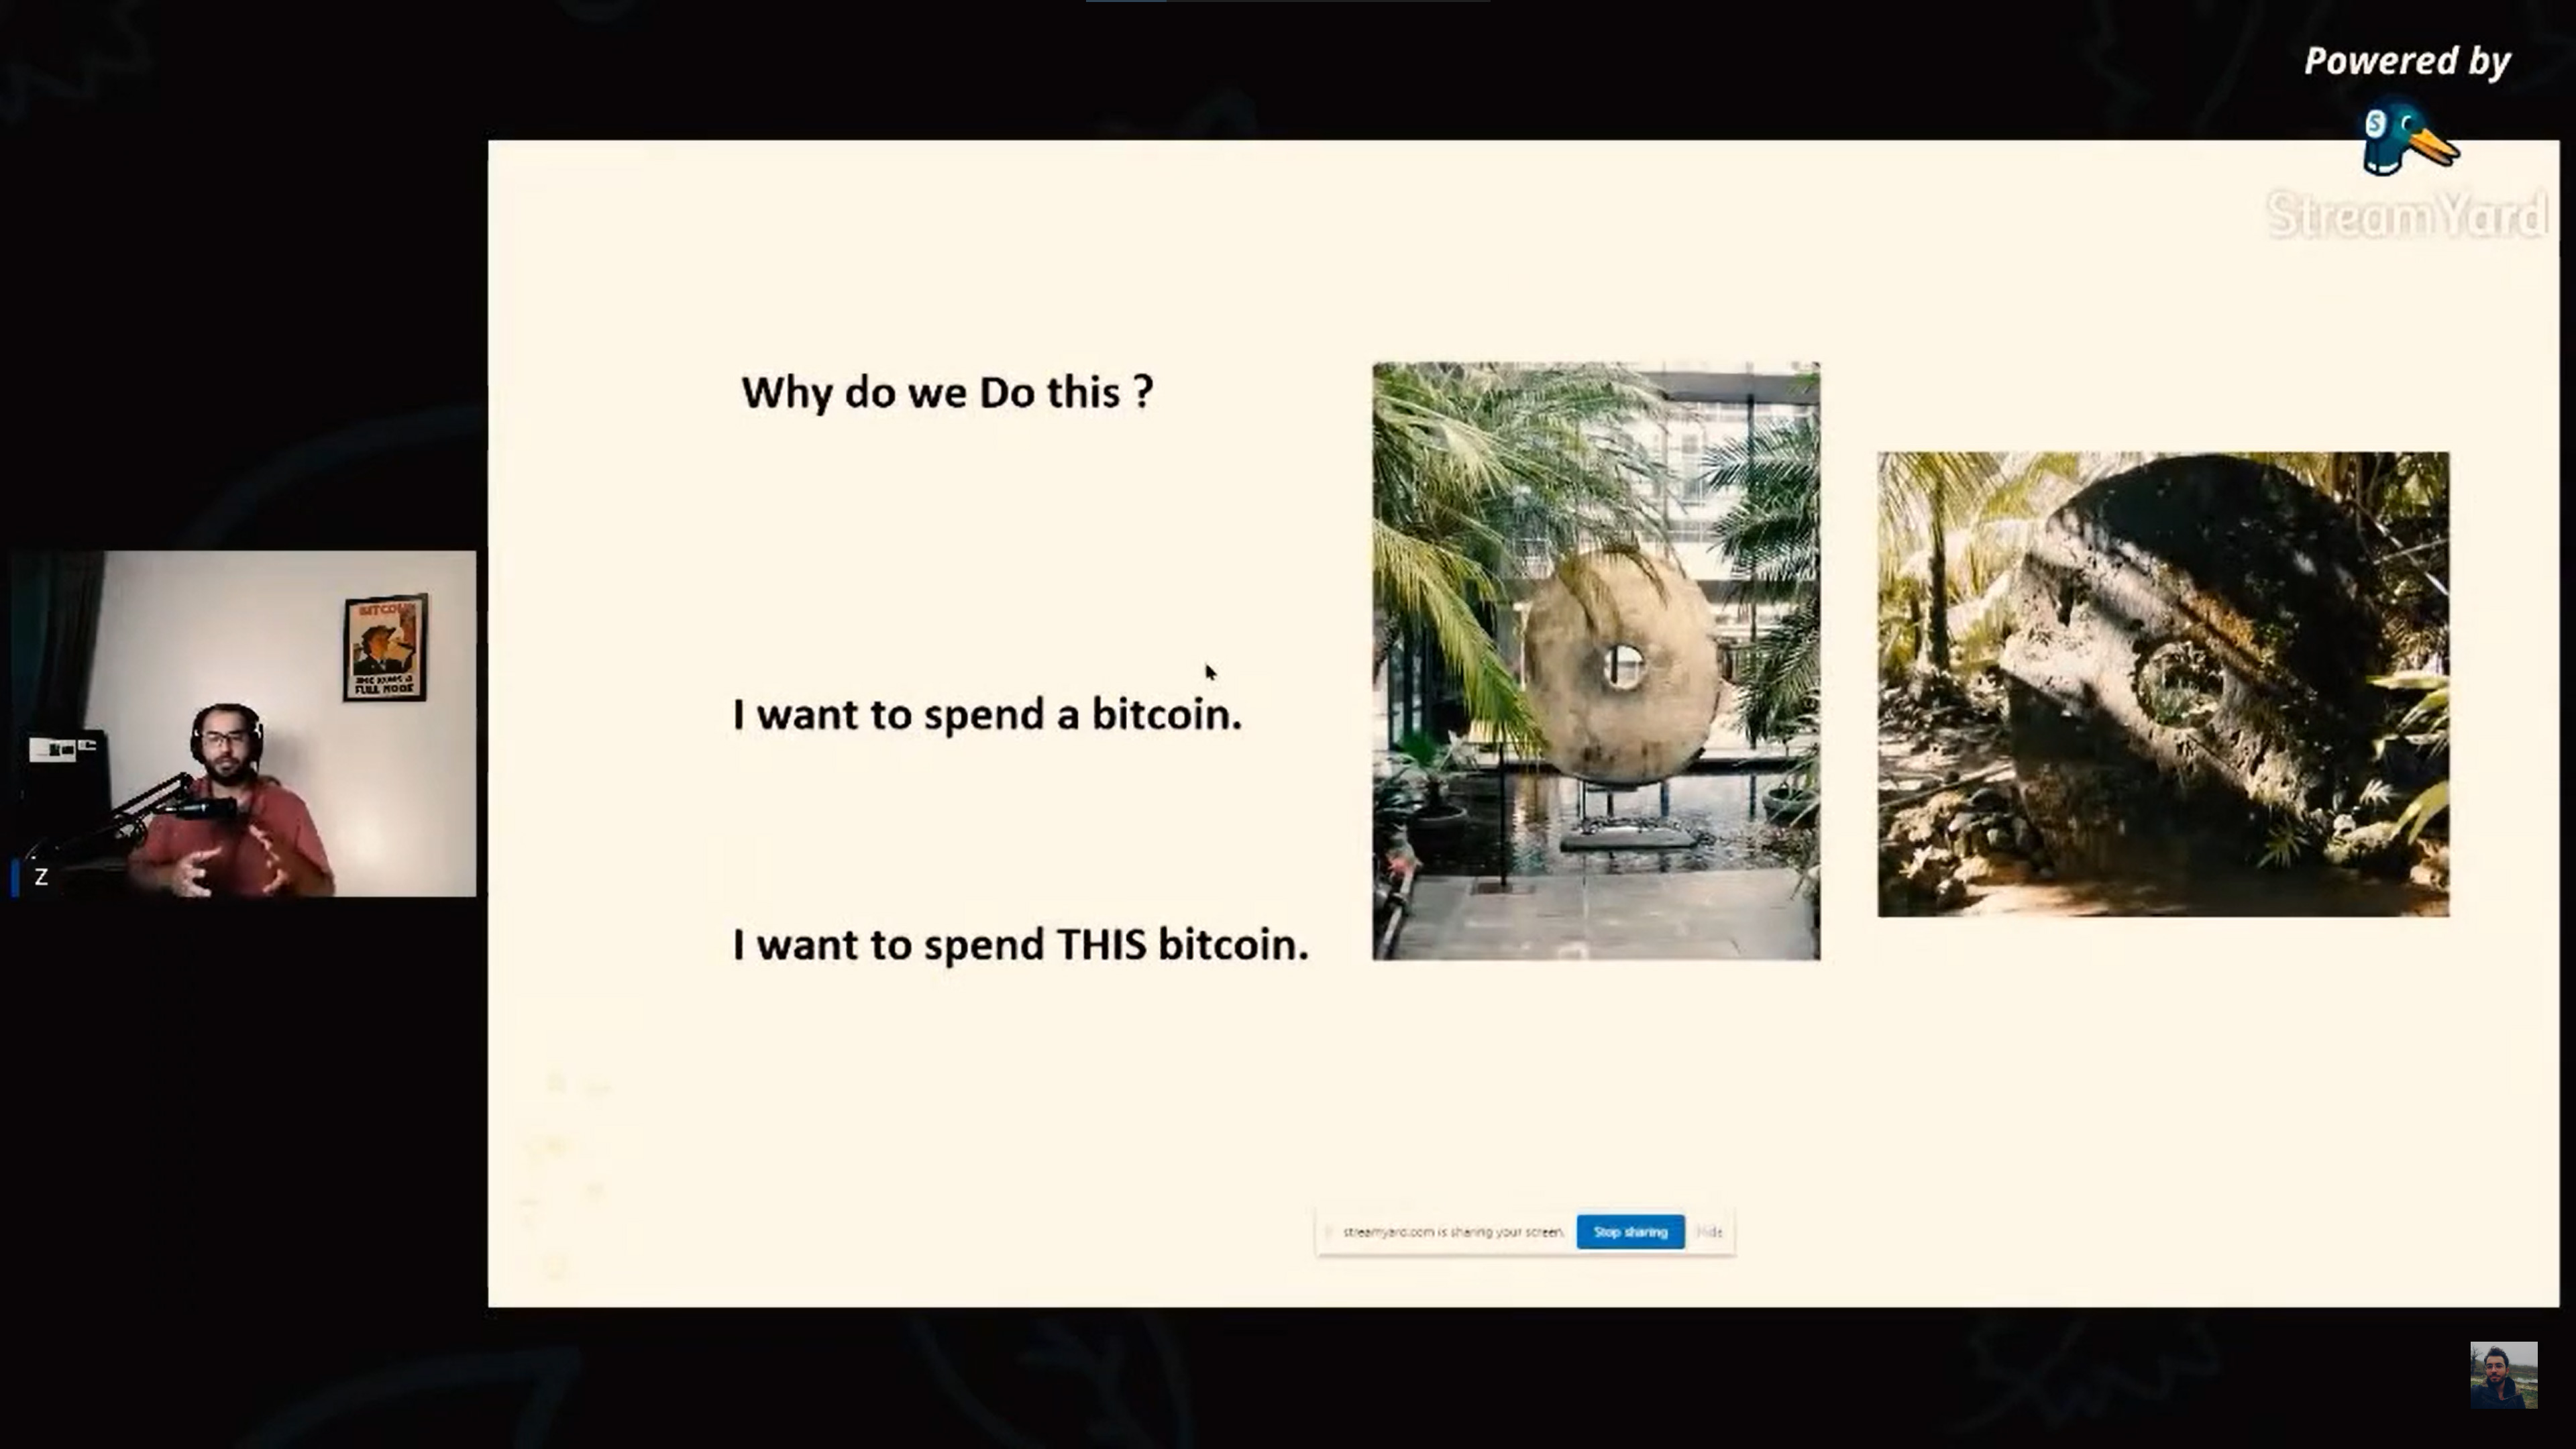 Powered by
S
StreamYard
Why do we Do this ?
I want to spend a bitcoin.
I want to spend THIS bitcoin.
BITCOIN
FULL NODE
Z
streamyard.com is sharing your screen.
Stop sharing
Hide